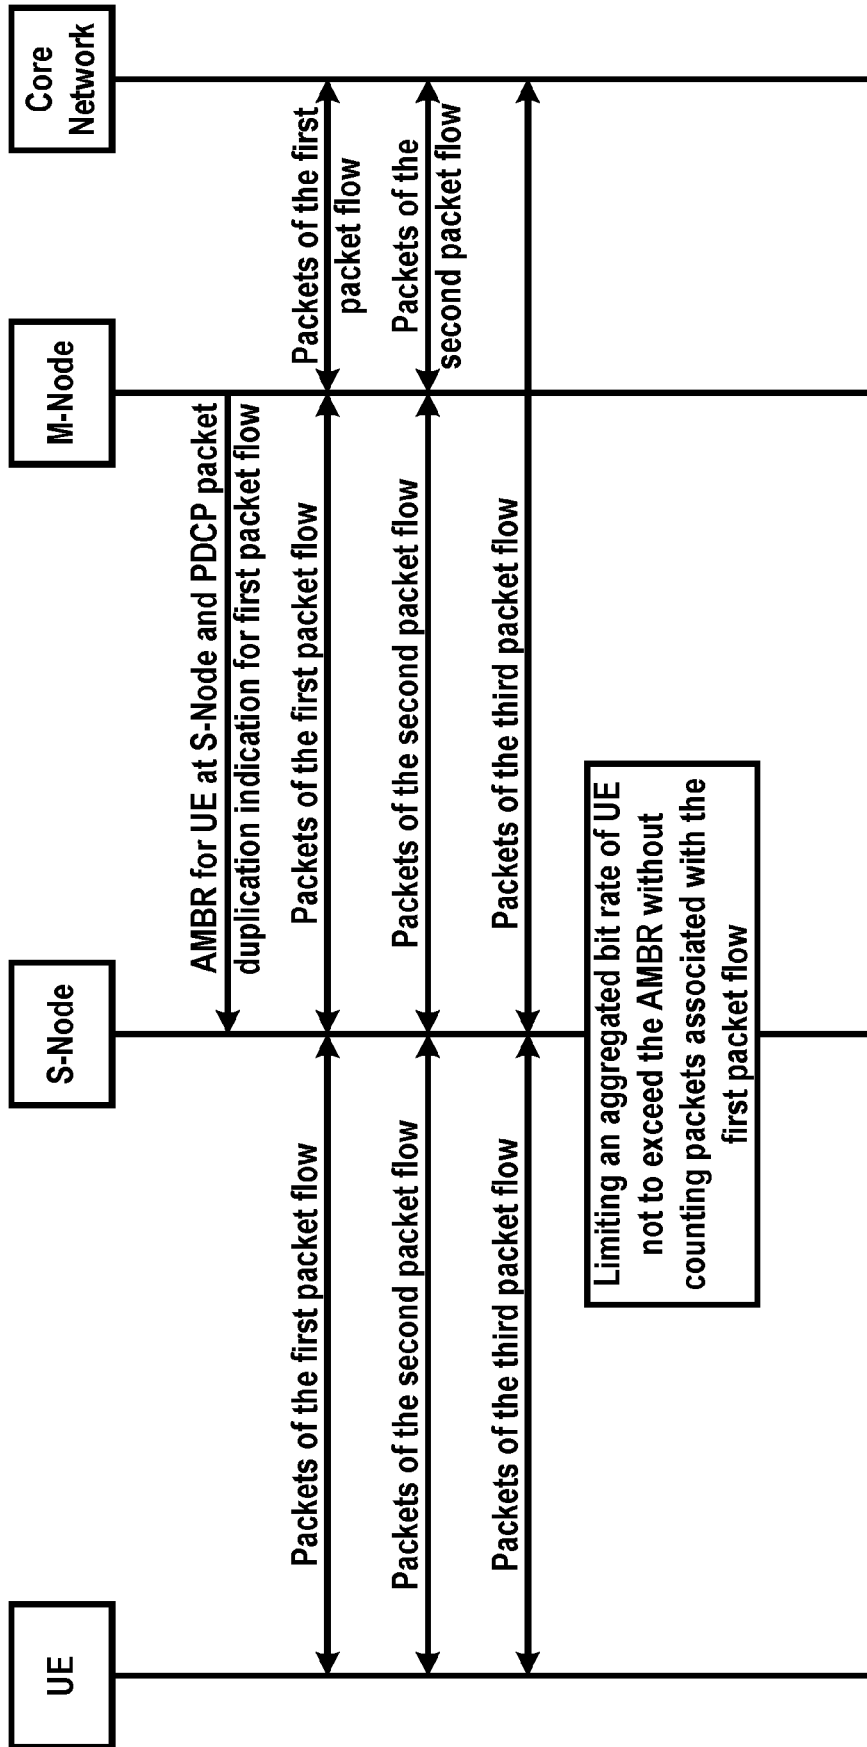 UE
S-Node
M-Node
Core
Network
AMBR for UE at S-Node and PDCP packet
duplication indication for first packet flow
Packets of the first packet flow
Packets of the first packet flow
Packets of the first
packet flow
Packets of the second packet flow
Packets of the second packet flow
Packets of the
second packet flow
Packets of the third packet flow
Packets of the third packet flow
Limiting an aggregated bit rate of UE
not to exceed the AMBR without
counting packets associated with the
first packet flow